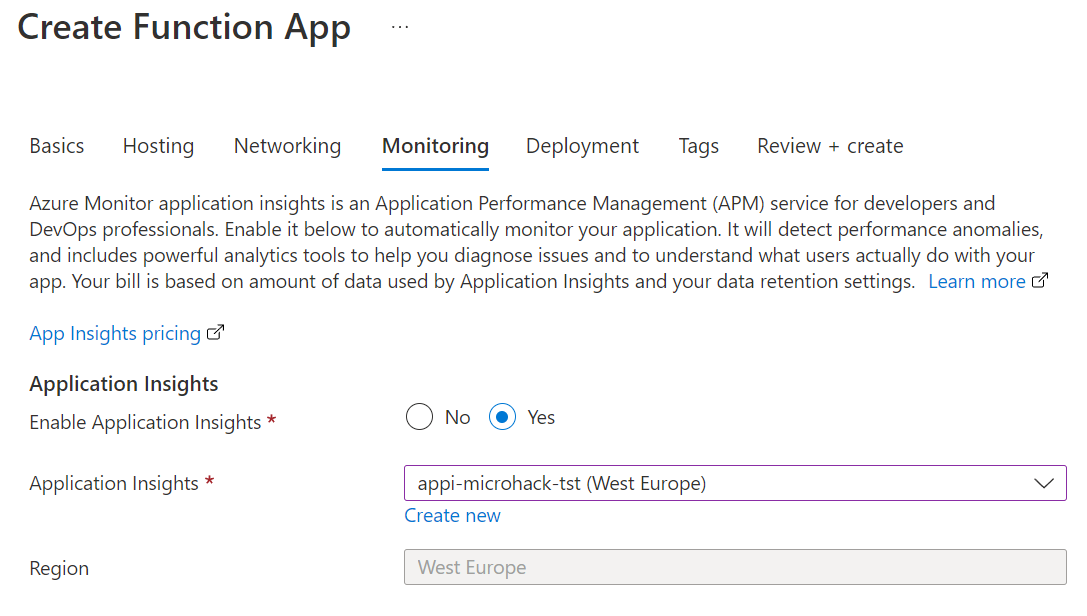 Create Function App ...
Basics Hosting Networking Monitoring Deployment Tags Review + create
Azure Monitor application insights is an Application Performance Management (APM) service for developers and
DevOps professionals. Enable it below to automatically monitor your application. It will detect performance anomalies,
and includes powerful analytics tools to help you diagnose issues and to understand what users actually do with your
app. Your bill is based on amount of data used by Application Insights and your data retention settings. Learn more
App Insights pricing
Application Insights
Enable Application Insights * No Yes
Application Insights * appi-microhack-tst (West Europe)
Create new
Region West Europe